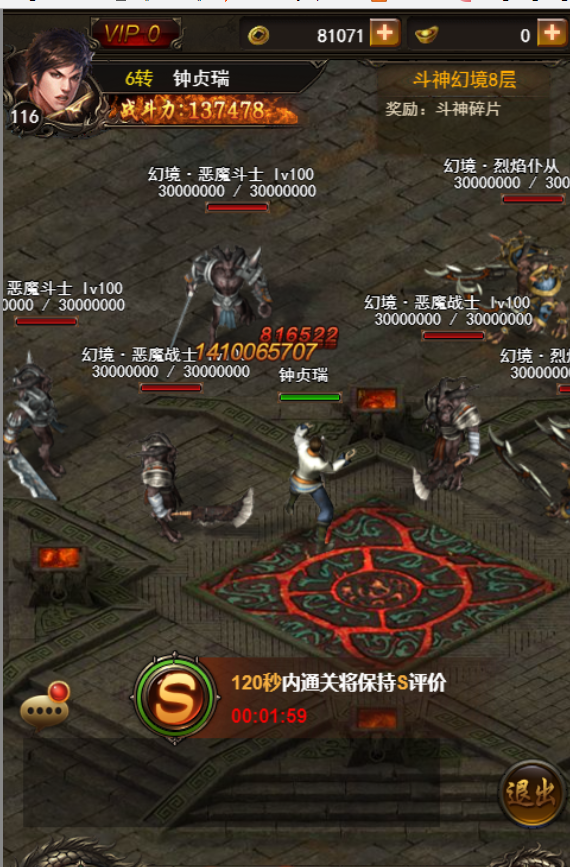 VIP 0
81071
0
6转 钟贞瑞
116
战斗力:137478
斗神幻境8层
奖励：斗神碎片
幻境·恶魔斗士 lv100
30000000 / 30000000
幻境·烈焰仆从
30000000 / 300
恶魔斗士 lv100
0000 / 30000000
幻境·恶魔战士 lv100
30000000 / 30000000
816522
1410065707
幻境·恶魔战士
30000000 / 30000000
钟贞瑞
幻境·烈
3000000
S
120秒内通关将保持S评价
00:01:59
退出